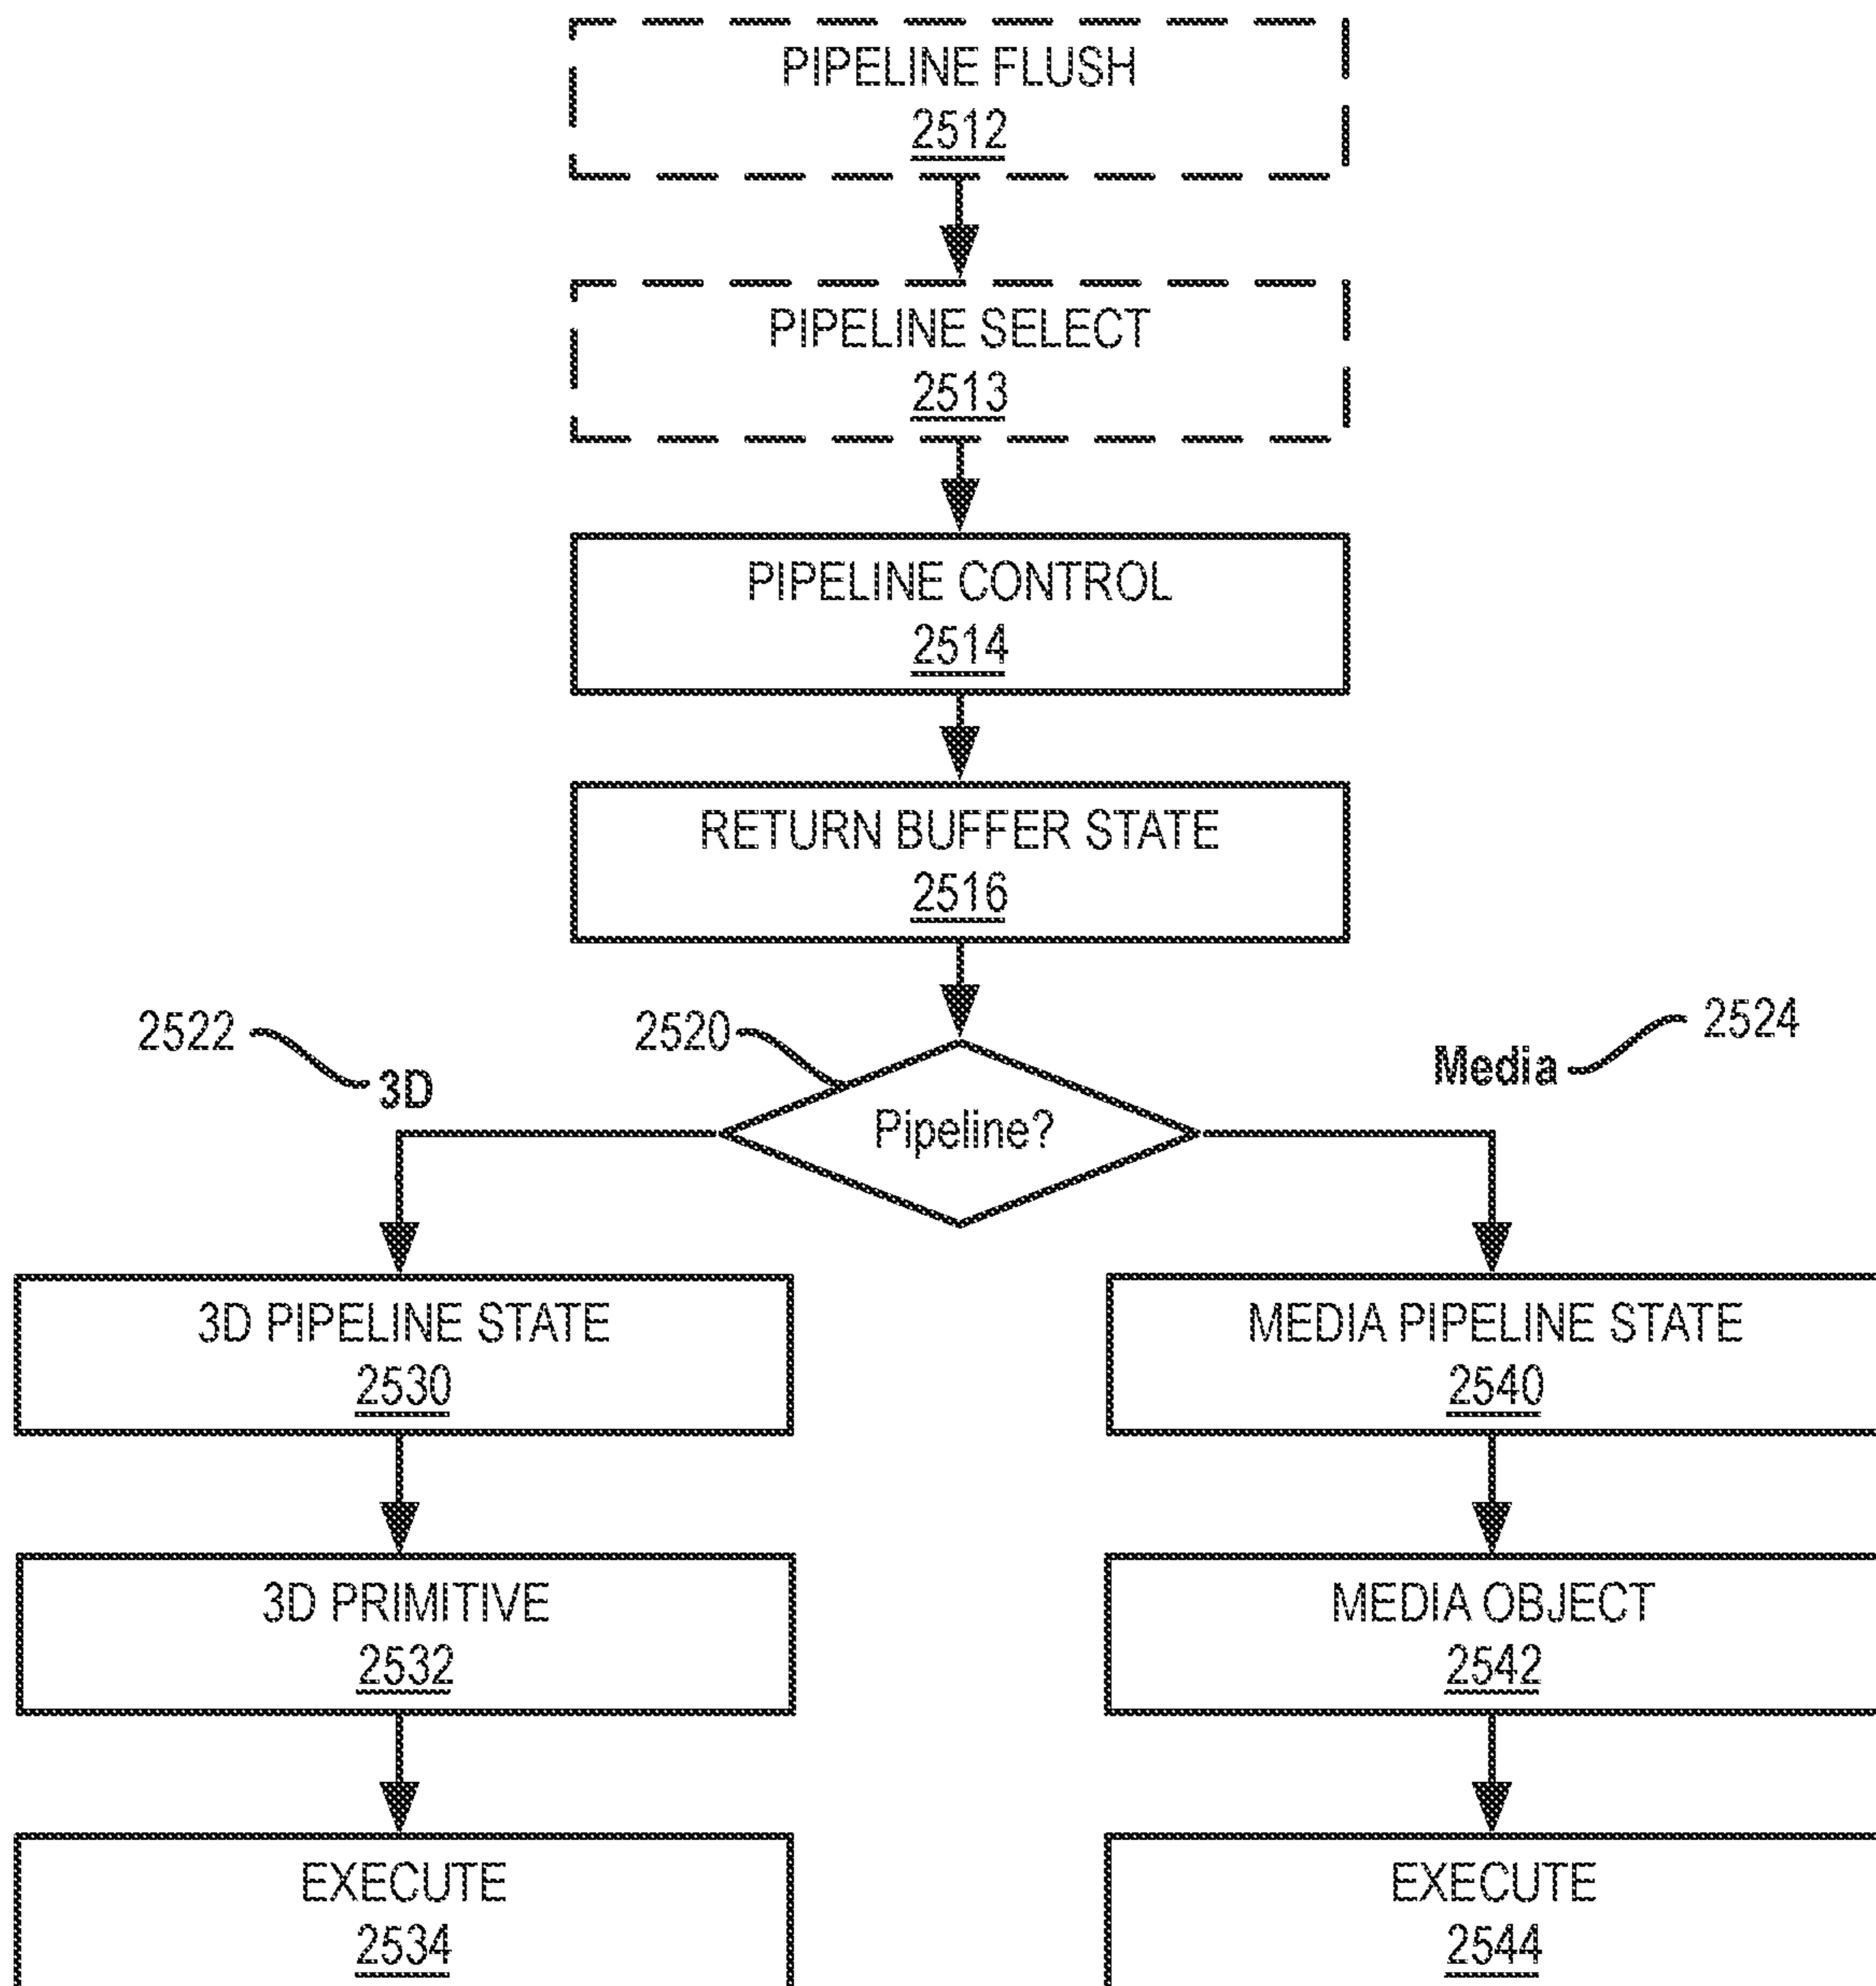 PIPELINE FLUSH
2512
PIPELINE SELECT
2513
PIPELINE CONTROL
2514
RETURN BUFFER STATE
2516
2522
3D
2520
Pipeline?
Media
2524
3D PIPELINE STATE
2530
MEDIA PIPELINE STATE
2540
3D PRIMITIVE
2532
MEDIA OBJECT
2542
EXECUTE
2534
EXECUTE
2544